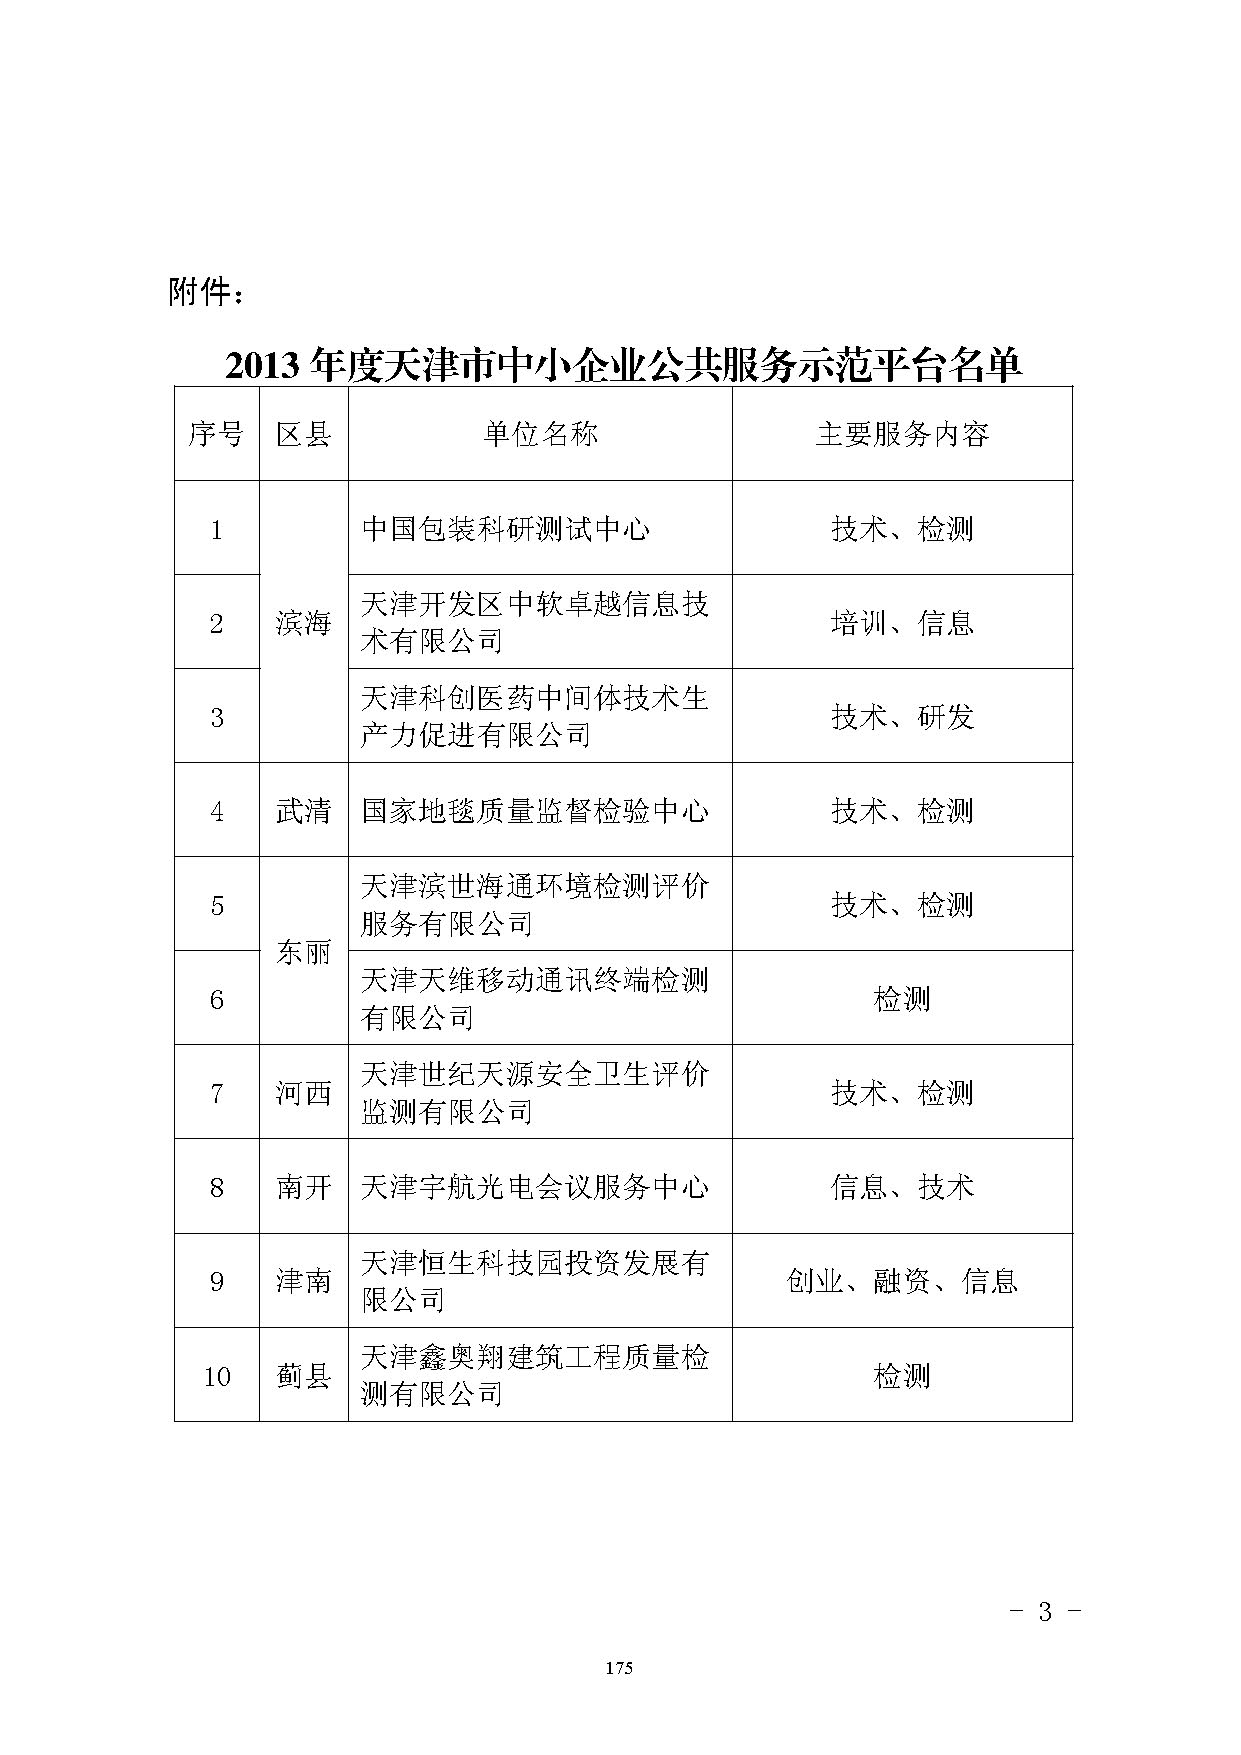 附件：
2013 年度天津市中小企业公共服务示范平台名单
序号 区县 单位名称 主要服务内容
1 中国包装科研测试中心 技术、检测
滨海
2 天津开发区中软卓越信息技
术有限公司 培训、信息
3 天津科创医药中间体技术生
产力促进有限公司 技术、研发
4 武清 国家地毯质量监督检验中心 技术、检测
5 天津滨世海通环境检测评价
服务有限公司 技术、检测
东丽
6 天津天维移动通讯终端检测
有限公司 检测
7 河西 天津世纪天源安全卫生评价
监测有限公司 技术、检测
8 南开 天津宇航光电会议服务中心 信息、技术
9 津南 天津恒生科技园投资发展有
限公司 创业、融资、信息
10 蓟县 天津鑫奥翔建筑工程质量检
测有限公司 检测
- 3 -
175